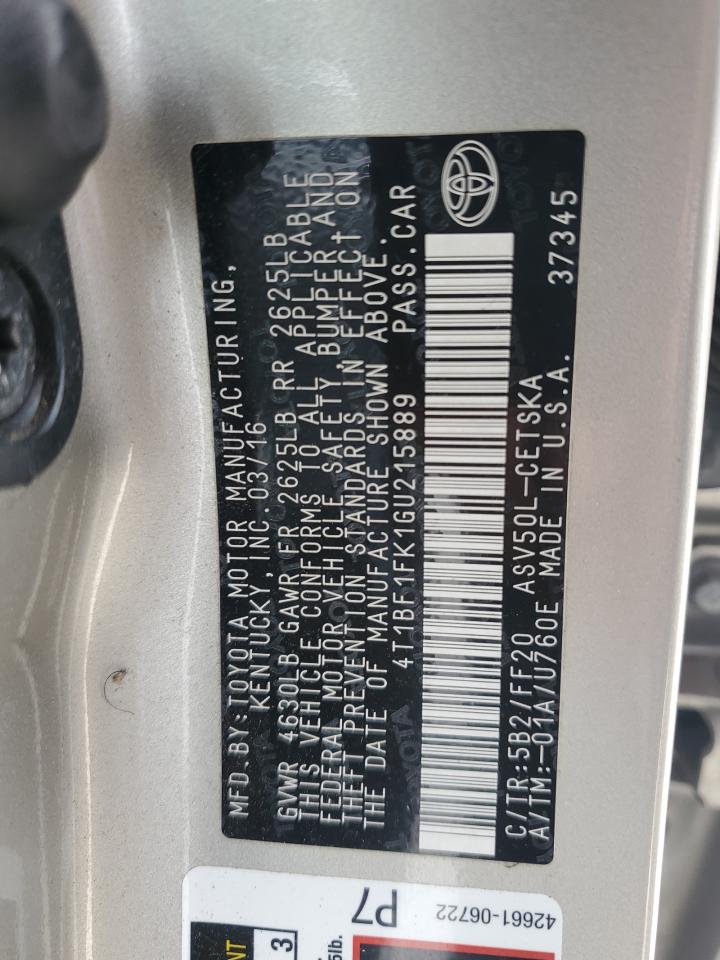 MFD.BY:TOYOTA MOTOR MANUFACTURING,
KENTUCKY,INC.03/16
GVWR 4630LB GAWR FR 2625LB RR 2625LB
THIS VEHICLE CONFORMS TO ALL APPLICABLE
FEDERAL MOTOR VEHICLE SAFETY,BUMPER AND
THEFT PREVENTION STANDARDS IN EFFECT ON
THE DATE OF MANUFACTURE SHOWN ABOVE.
4T1BF1FK1GU215889 PASS.CAR
C/TR:5B2/FF20 ASV50L-CETSKA
A/TM:-01A/U760E MADE IN U.S.A. 37345
P7
42661-06722
NT
3
5lb.